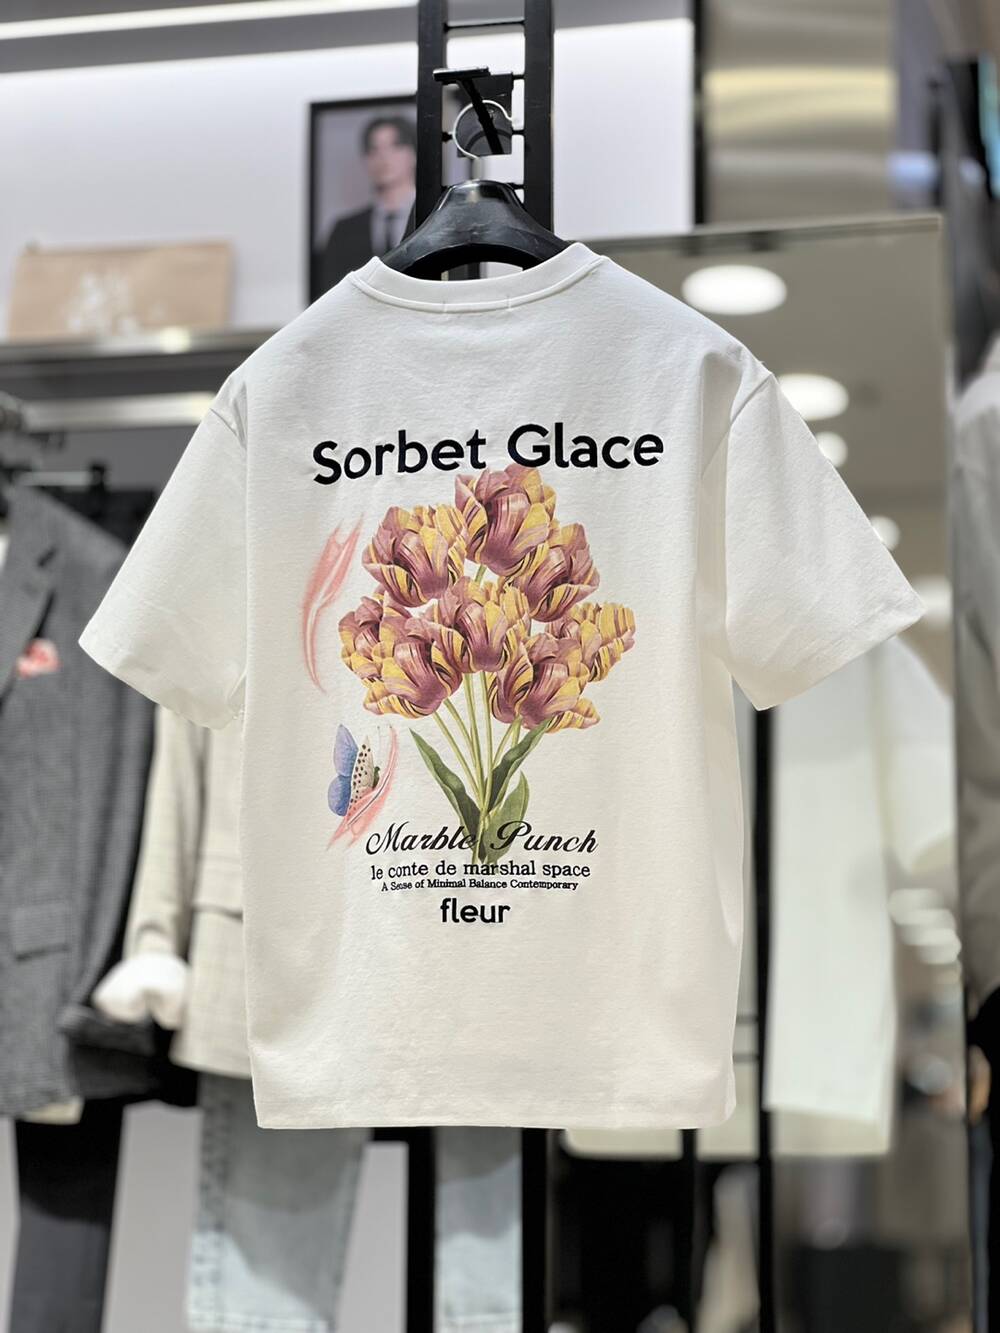 Sorbet Glace
Marble Punch
le conte de marshal space
A Sense of Minimal Balance Contemporary
fleur